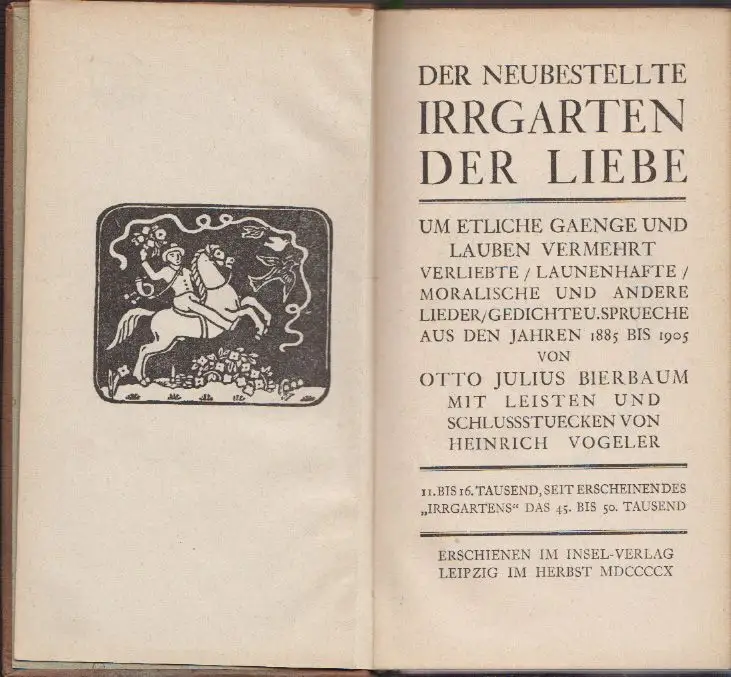 DER NEUBESTELLTE
IRRGARTEN
DER LIEBE
UM ETLICHE GAENGE UND
LAUBEN VERMEHRT
VERLIEBTE / LAUNENHAFTE /
MORALISCHE UND ANDERE
LIEDER/GEDICHTE U. SPRUECHE
AUS DEN JAHREN 1885 BIS 1905
VON
OTTO JULIUS BIERBAUM
MIT LEISTEN UND
SCHLUSSSTUECKEN VON
HEINRICH VOGELER
11. BIS 16. TAUSEND, SEIT ERSCHEINEN DES
„IRRGARTENS“ DAS 45. BIS 50. TAUSEND
ERSCHIENEN IM INSEL-VERLAG
LEIPZIG IM HERBST MDCCCCX